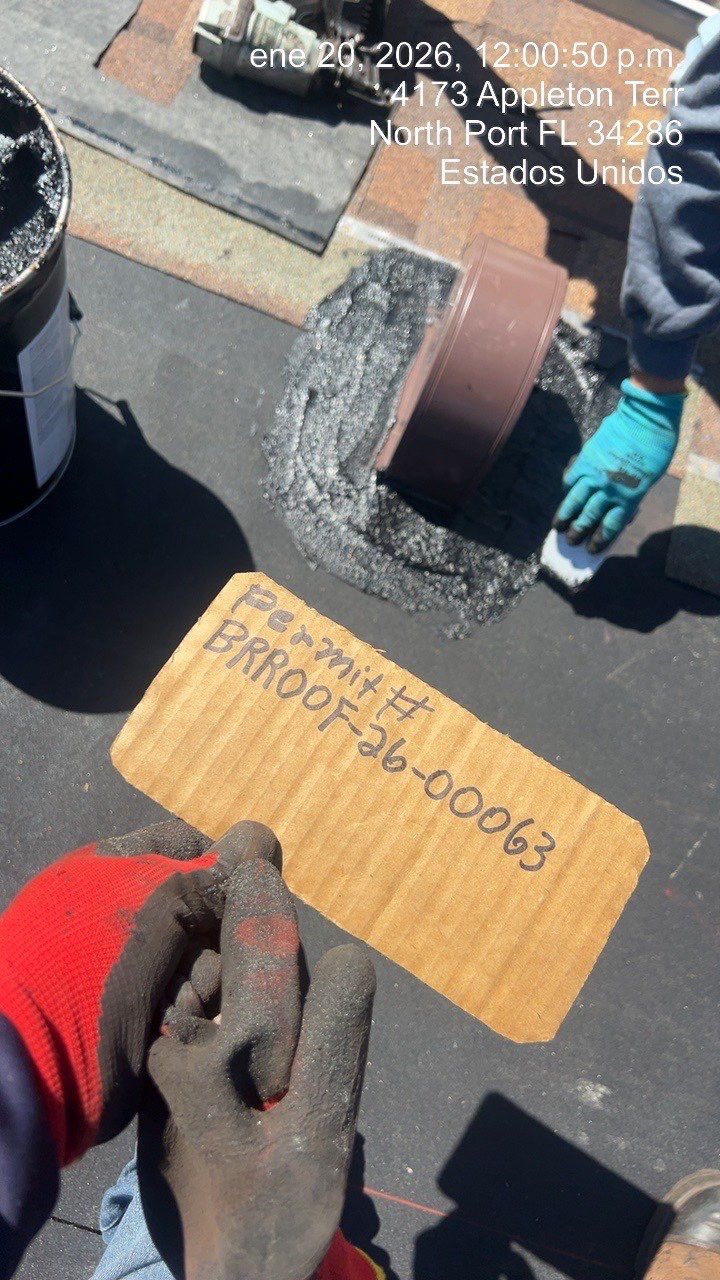 ene 20, 2026, 12:00:50 p.m.
4173 Appleton Terr
North Port FL 34286
Estados Unidos
Permit #
BRROOF-26-00063